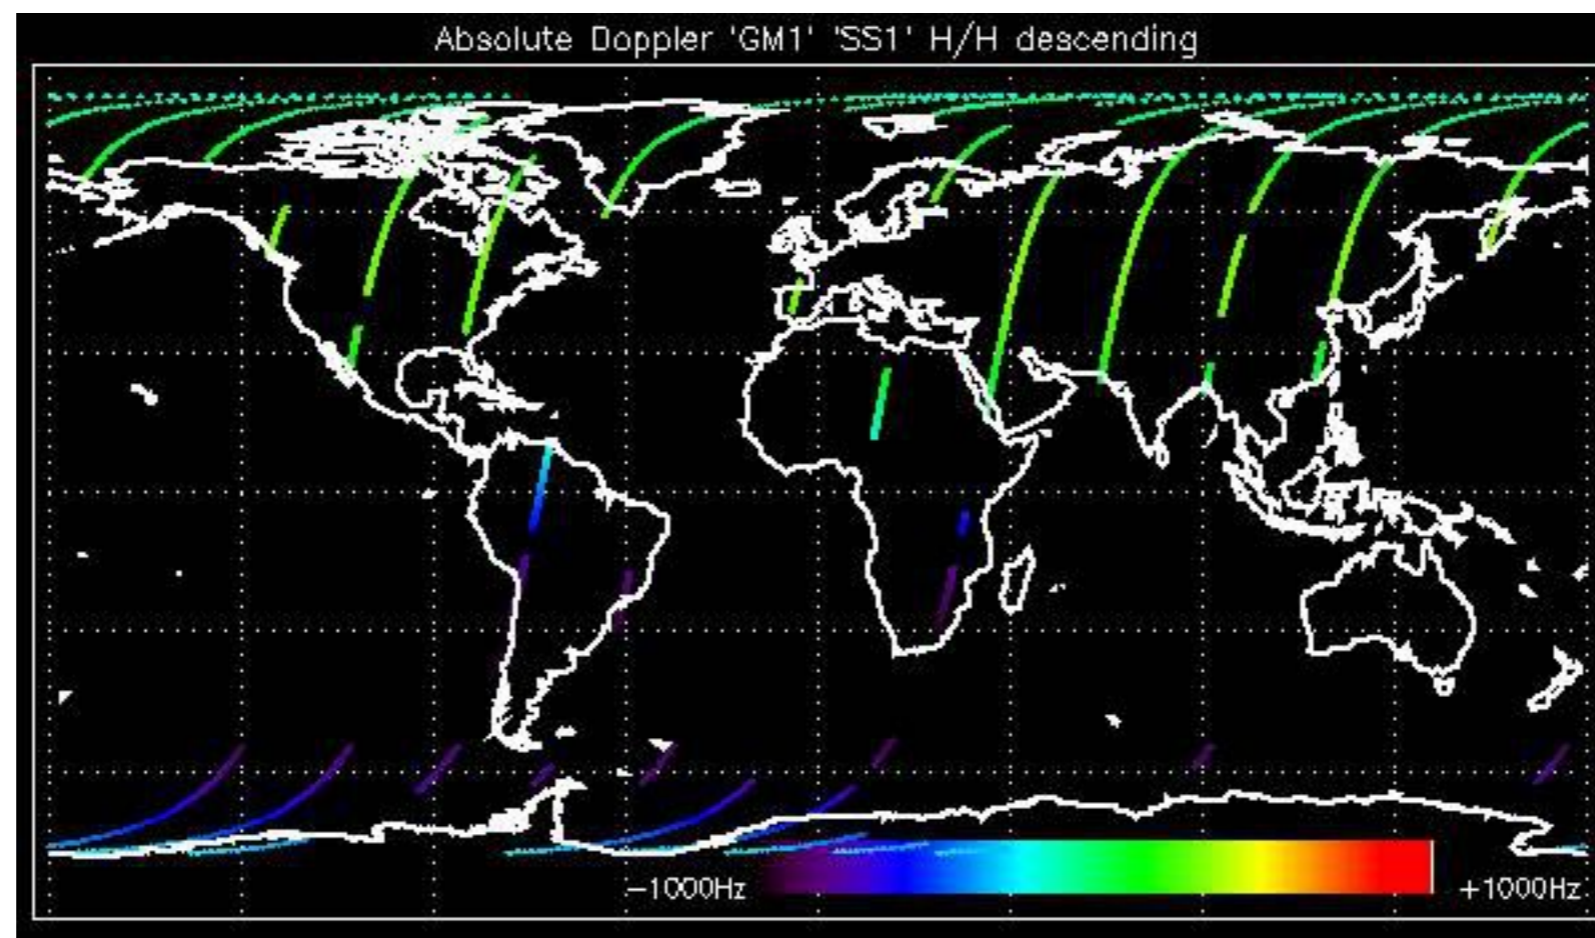 Absolute Doppler 'GM1' 'SS1' H/H descending
-1000Hz
+1000Hz